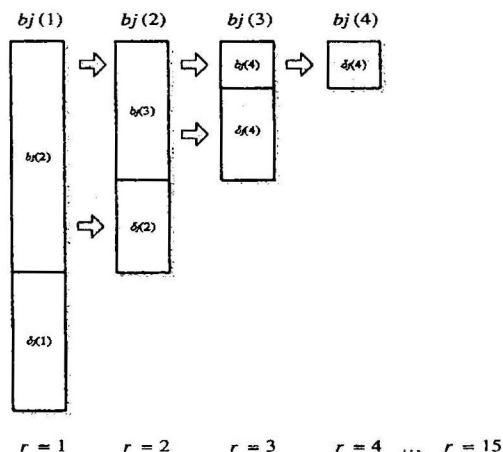 bj(1) bj(2) bj(3) bj(4)
bj(4) δj(4)
bj(3)
δj(4)
bj(2)
δj(2)
δj(1)
r = 1 r = 2 r = 3 r = 4 ... r = 15